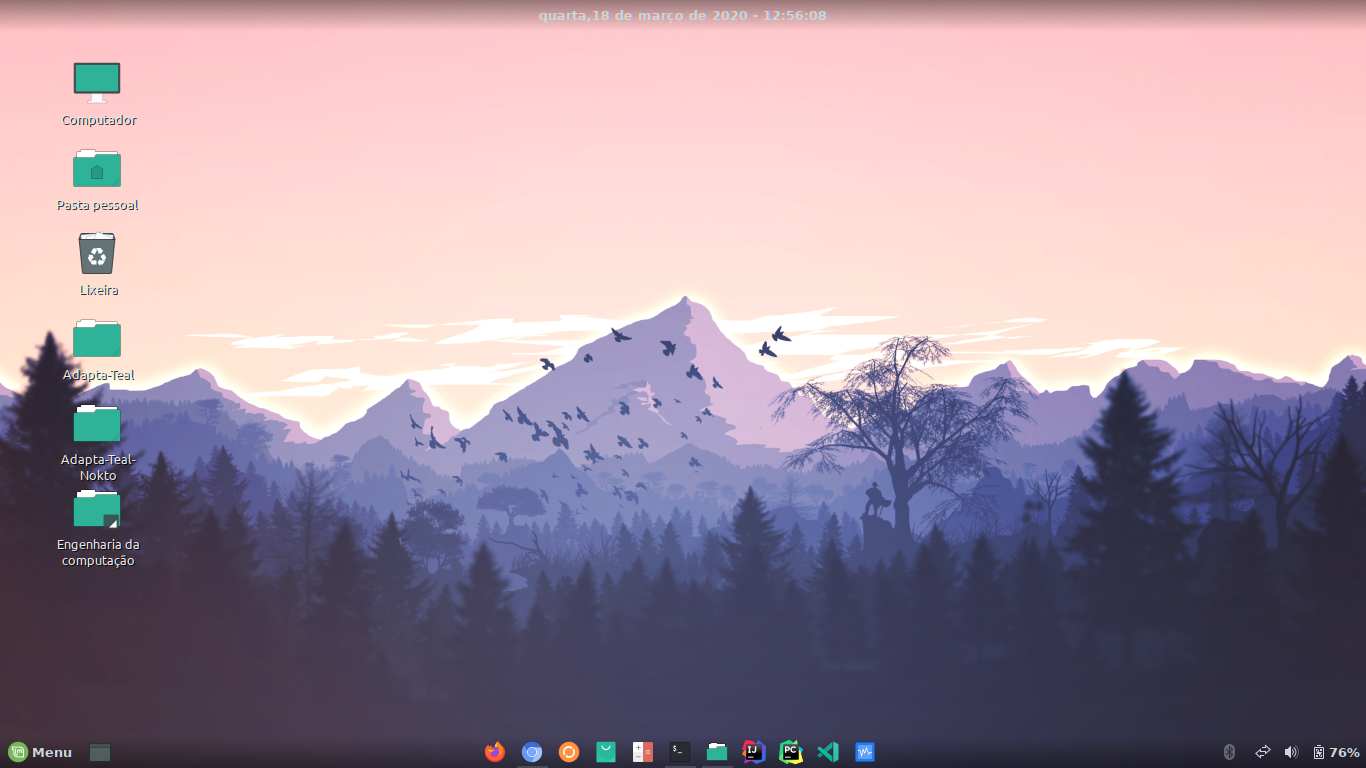 quarta,18 de março de 2020 - 12:56:08
Computador
Pasta pessoal
Lixeira
Adapta-Teal
Adapta-Teal-
Nokto
Engenharia da
computação
Menu
$_
IJ
PC
76%